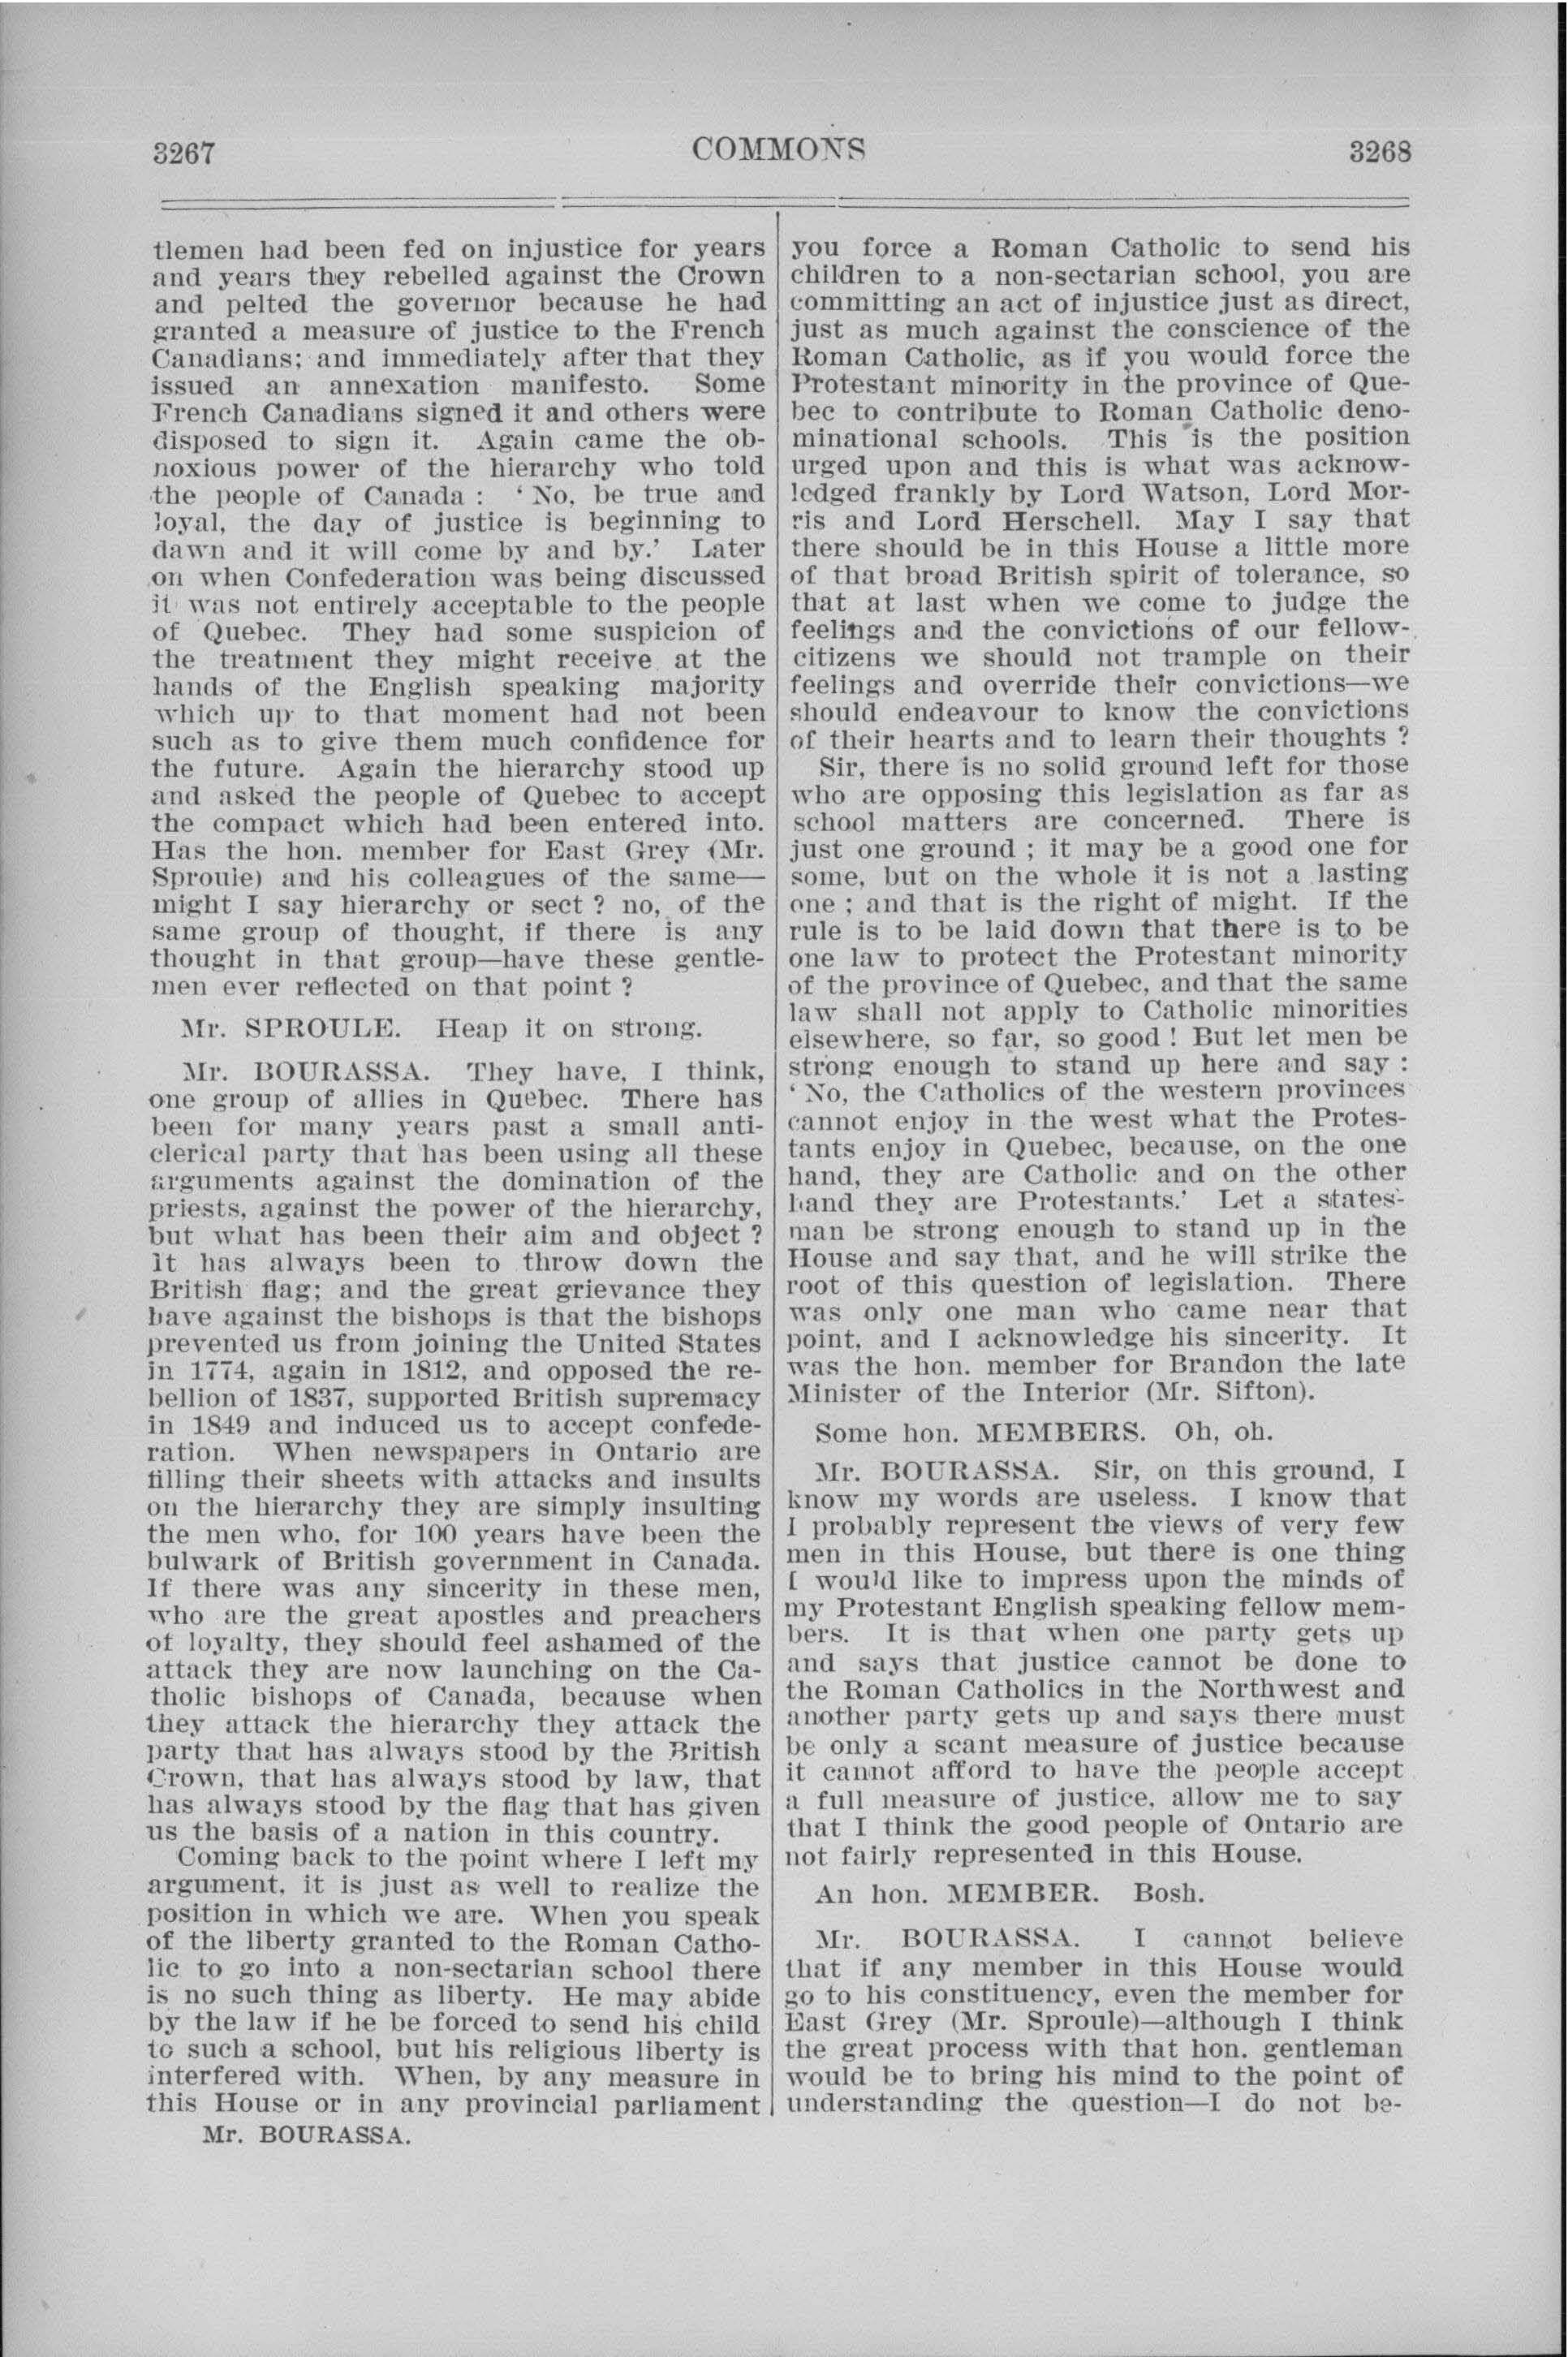 3267
COMMONS
3268
tlemen had been fed on injustice for years
and years they rebelled against the Crown
and pelted the governor because he had
granted a measure of justice to the French
Canadians; and immediately after that they
issued an annexation manifesto. Some
French Canadians signed it and others were
disposed to sign it. Again came the ob-
noxious power of the hierarchy who told
the people of Canada : ‘ No, be true and
loyal, the day of justice is beginning to
dawn and it will come by and by.’ Later
on when Confederation was being discussed
it was not entirely acceptable to the people
of Quebec. They had some suspicion of
the treatment they might receive at the
hands of the English speaking majority
which up to that moment had not been
such as to give them much confidence for
the future. Again the hierarchy stood up
and asked the people of Quebec to accept
the compact which had been entered into.
Has the hon. member for East Grey (Mr.
Sproule) and his colleagues of the same—
might I say hierarchy or sect ? no, of the
same group of thought, if there is any
thought in that group—have these gentle-
men ever reflected on that point ?
Mr. SPROULE. Heap it on strong.
Mr. BOURASSA. They have, I think,
one group of allies in Quebec. There has
been for many years past a small anti-
clerical party that has been using all these
arguments against the domination of the
priests, against the power of the hierarchy,
but what has been their aim and object ?
it has always been to throw down the
British flag; and the great grievance they
have against the bishops is that the bishops
prevented us from joining the United States
in 1774, again in 1812, and opposed the re-
bellion of 1837, supported British supremacy
in 1849 and induced us to accept confede-
ration. When newspapers in Ontario are
filling their sheets with attacks and insults
on the hierarchy they are simply insulting
the men who, for 100 years have been the
bulwark of British government in Canada.
If there was any sincerity in these men,
who are the great apostles and preachers
of loyalty, they should feel ashamed of the
attack they are now launching on the Ca-
tholic bishops of Canada, because when
they attack the hierarchy they attack the
party that has always stood by the British
Crown, that has always stood by law, that
has always stood by the flag that has given
us the basis of a nation in this country.
Coming back to the point where I left my
argument, it is just as well to realize the
position in which we are. When you speak
of the liberty granted to the Roman Catho-
lic to go into a non-sectarian school there
is no such thing as liberty. He may abide
by the law if he be forced to send his child
to such a school, but his religious liberty is
interfered with. When, by any measure in
this House or in any provincial parliament
Mr. BOURASSA.
you force a Roman Catholic to send his
children to a non-sectarian school, you are
committing an act of injustice just as direct,
just as much against the conscience of the
Roman Catholic, as if you would force the
Protestant minority in the province of Que-
bec to contribute to Roman Catholic deno-
minational schools. This is the position
urged upon and this is what was acknow-
ledged frankly by Lord Watson, Lord Mor-
ris and Lord Herschell. May I say that
there should be in this House a little more
of that broad British spirit of tolerance, so
that at last when we come to judge the
feelings and the convictions of our fellow-
citizens we should not trample on their
feelings and override their convictions—we
should endeavour to know the convictions
of their hearts and to learn their thoughts ?
Sir, there is no solid ground left for those
who are opposing this legislation as far as
school matters are concerned. There is
just one ground ; it may be a good one for
some, but on the whole it is not a lasting
one ; and that is the right of might. If the
rule is to be laid down that there is to be
one law to protect the Protestant minority
of the province of Quebec, and that the same
law shall not apply to Catholic minorities
elsewhere, so far, so good ! But let men be
strong enough to stand up here and say :
‘ No, the Catholics of the western provinces
cannot enjoy in the west what the Protes-
tants enjoy in Quebec, because, on the one
hand, they are Catholic and on the other
hand they are Protestants.’ Let a states-
man be strong enough to stand up in the
House and say that, and he will strike the
root of this question of legislation. There
was only one man who came near that
point, and I acknowledge his sincerity. It
was the hon. member for Brandon the late
Minister of the Interior (Mr. Sifton).
Some hon. MEMBERS. Oh, oh.
Mr. BOURASSA. Sir, on this ground, I
know my words are useless. I know that
I probably represent the views of very few
men in this House, but there is one thing
I would like to impress upon the minds of
my Protestant English speaking fellow mem-
bers. It is that when one party gets up
and says that justice cannot be done to
the Roman Catholics in the Northwest and
another party gets up and says there must
be only a scant measure of justice because
it cannot afford to have the people accept
a full measure of justice, allow me to say
that I think the good people of Ontario are
not fairly represented in this House.
An hon. MEMBER. Bosh.
Mr. BOURASSA. I cannot believe
that if any member in this House would
go to his constituency, even the member for
East Grey (Mr. Sproule)—although I think
the great process with that hon. gentleman
would be to bring his mind to the point of
understanding the question—I do not be-